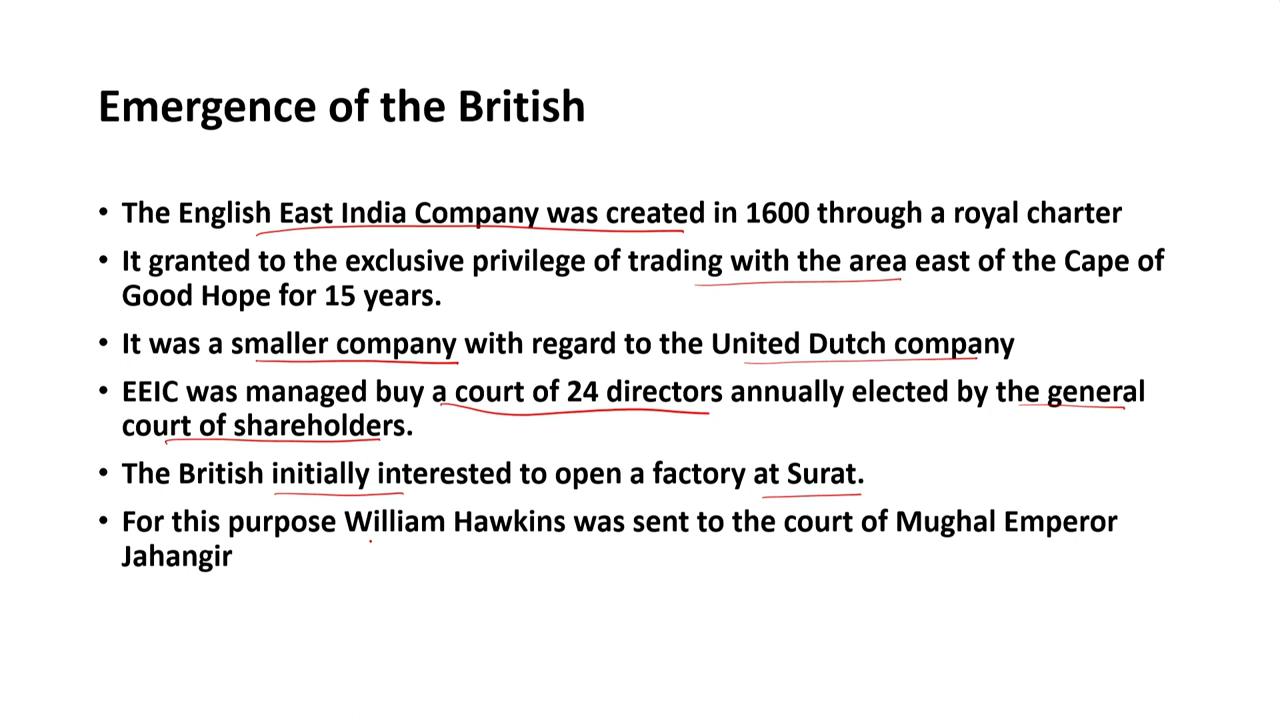 Emergence of the British
• The English East India Company was created in 1600 through a royal charter
• It granted to the exclusive privilege of trading with the area east of the Cape of
Good Hope for 15 years.
• It was a smaller company with regard to the United Dutch company
• EEIC was managed buy a court of 24 directors annually elected by the general
court of shareholders.
• The British initially interested to open a factory at Surat.
• For this purpose William Hawkins was sent to the court of Mughal Emperor
Jahangir